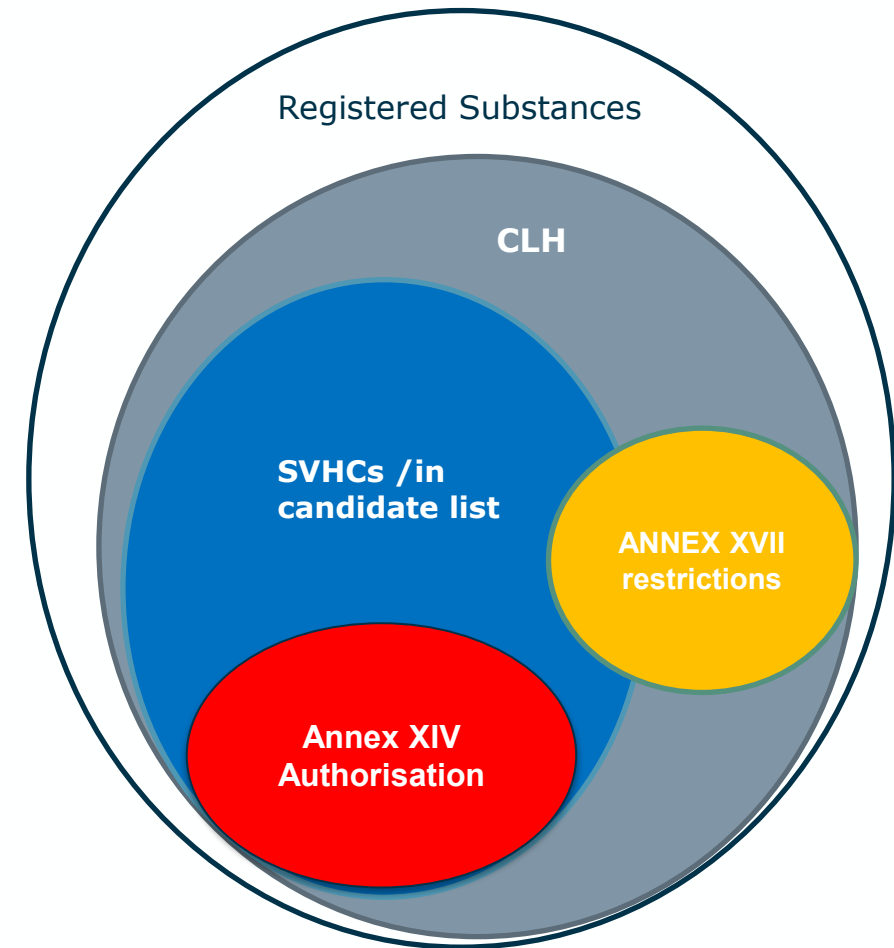 Registered Substances
CLH
SVHCs /in
candidate list
ANNEX XVII
restrictions
Annex XIV
Authorisation